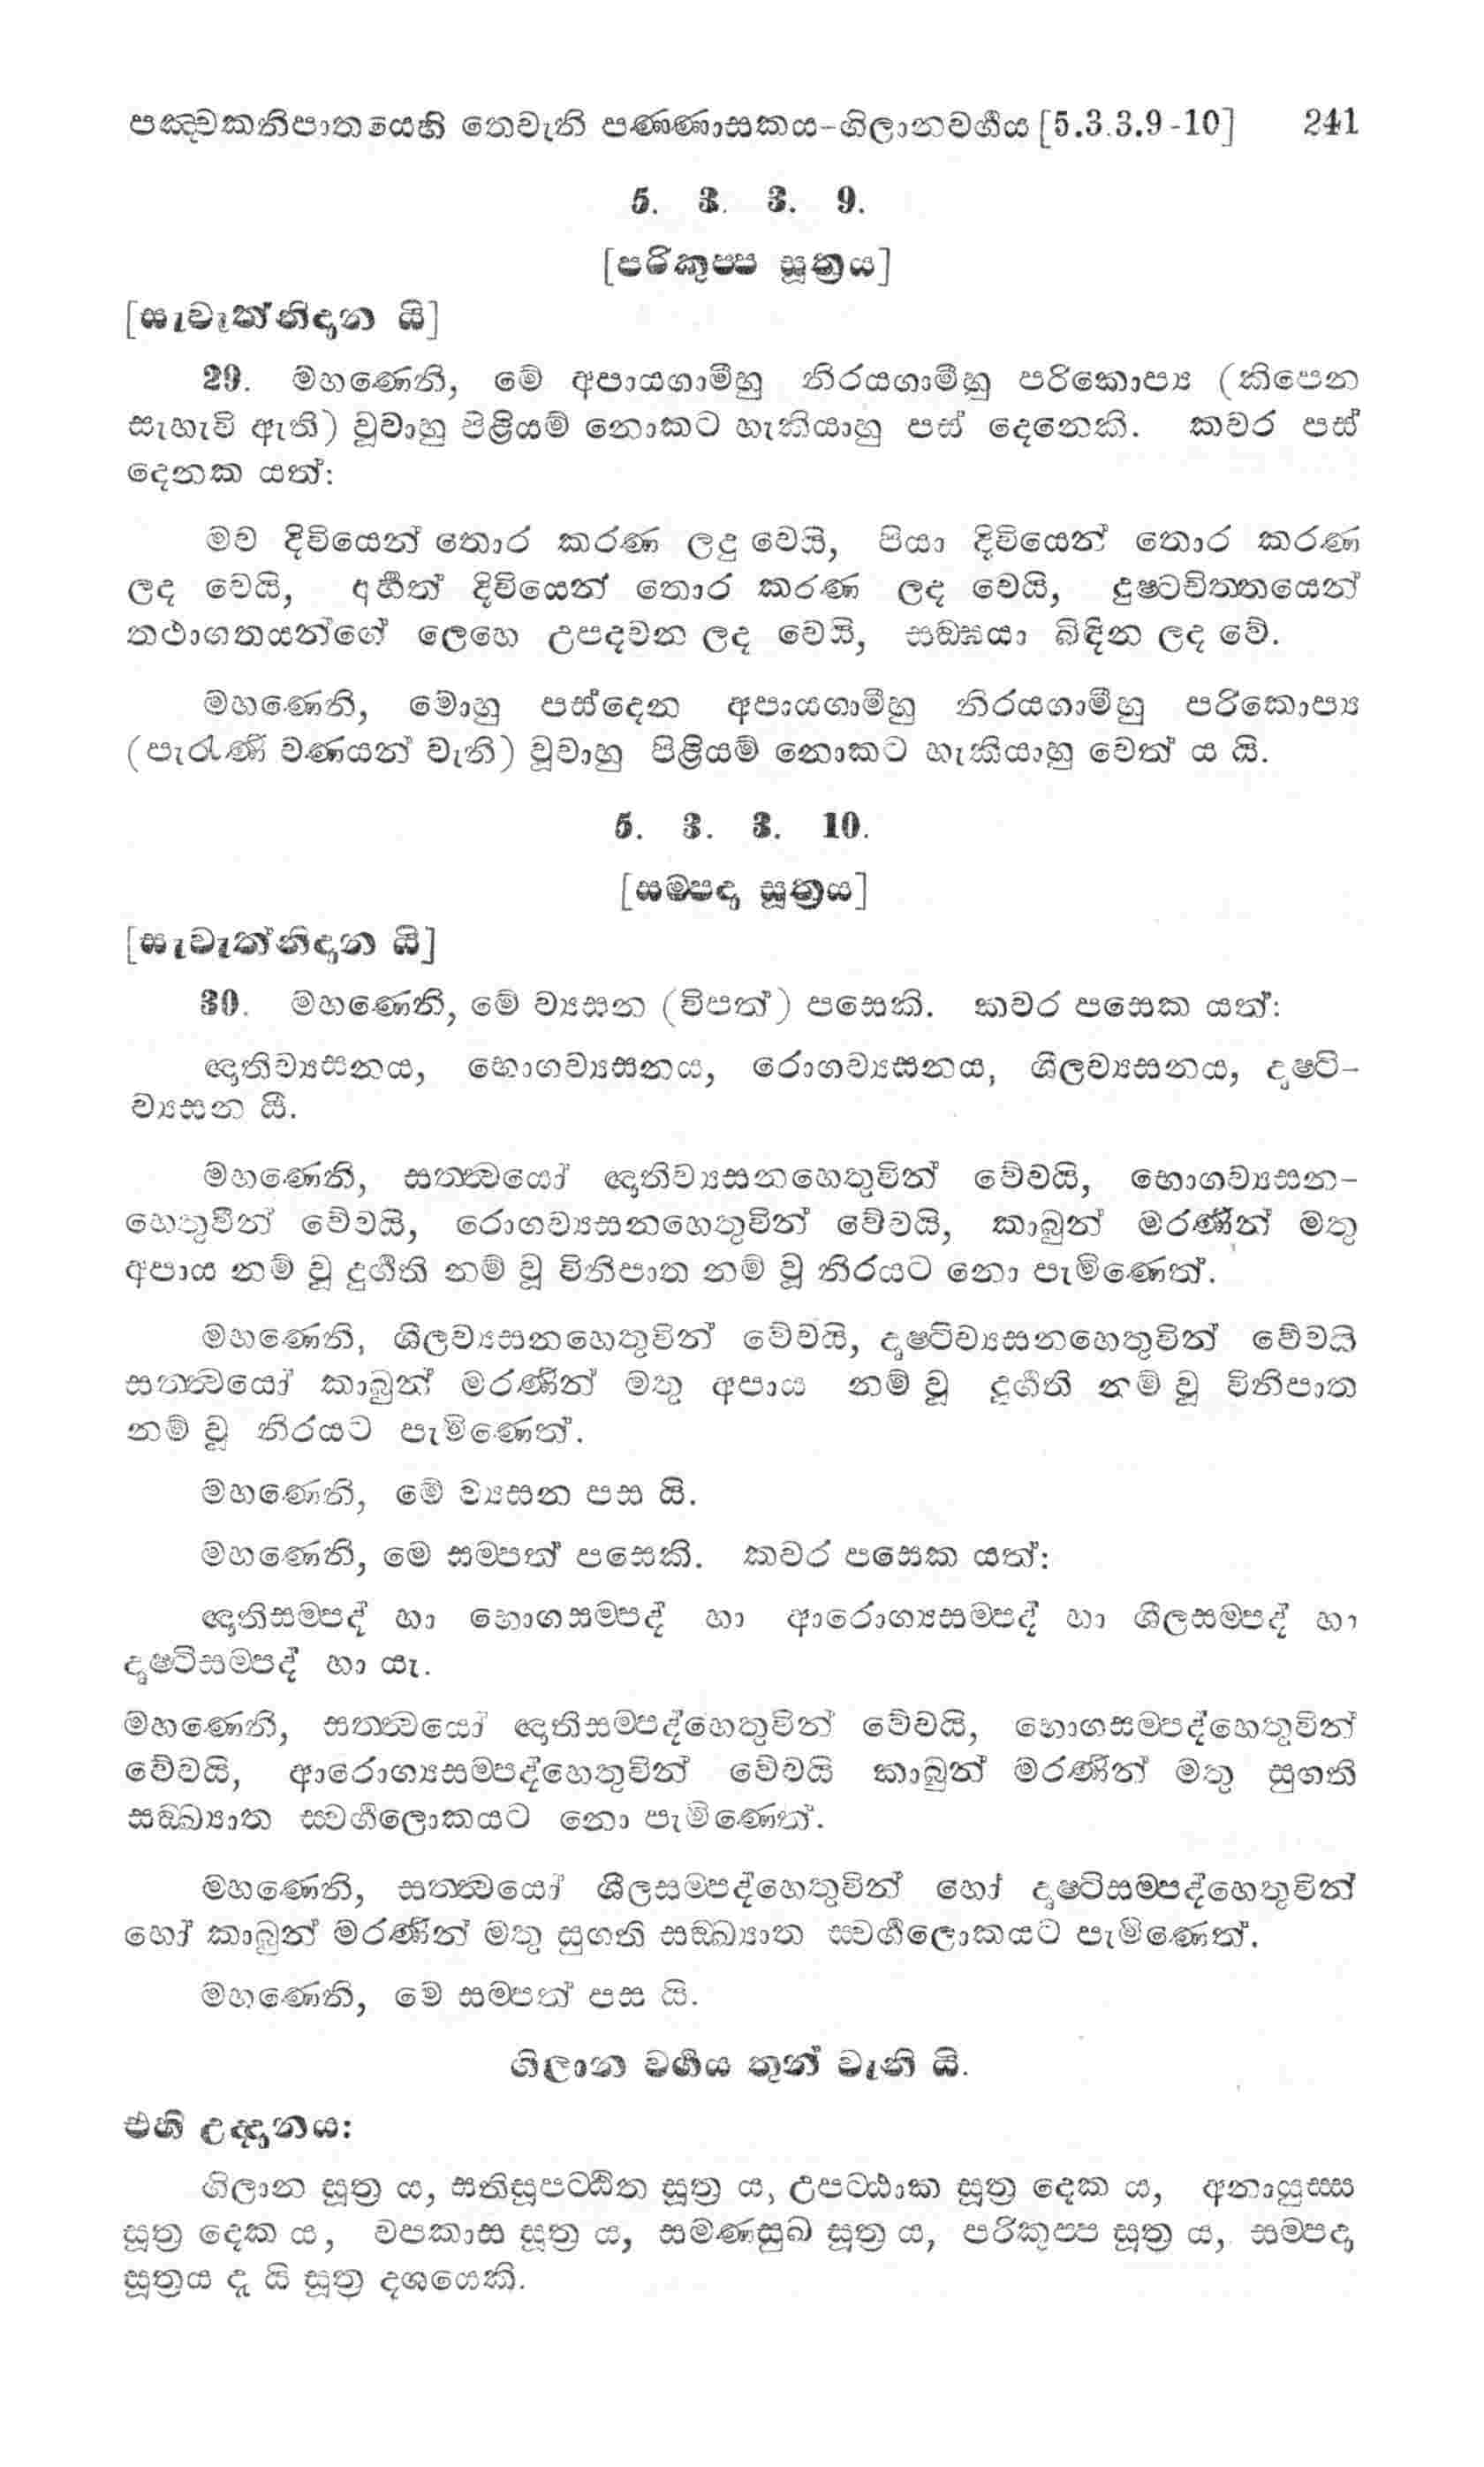 පඤ්චකනිපාතයෙහි තෙවැනි පණ්ණාසකය-ගිලානවර්‍ගය [5.3.3.9-10] 241
5. 3. 3. 9.
[පරිකුප්ප සූත්‍රය]
[සැවැත්නිදාන යි]
29. මහණෙනි, මේ අපායගාමීහු නිරයගාමීහු පරිකොප්‍ය (කිපෙන
සැහැවි ඇති) වූවාහු පිළියම් නොකට හැකියාහු පස් දෙනෙකි. කවර පස්
දෙනක යත්:
මව දිවියෙන් තොර කරණ ලදු වෙයි, පියා දිවියෙන් තොර කරණ
ලද වෙයි, අර්‍හත් දිවියෙන් තොර කරණ ලද වෙයි, දුෂ්ටචිත්තයෙන්
තථාගතයන්ගේ ලෙහෙ උපදවන ලද වෙයි, සඞ්ඝයා බිඳින ලද වේ.
මහණෙනි, මොහු පස්දෙන අපායගාමීහු නිරයගාමීහු පරිකොප්‍ය
(පැරැණි වණයන් වැනි) වූවාහු පිළියම් නොකට හැකියාහු වෙත් ය යි.
5. 3. 3. 10.
[සම්පදා සූත්‍රය]
[සැවැත්නිදාන යි]
30. මහණෙනි, මේ ව්‍යසන (විපත්) පසෙකි. කවර පසෙක යත්:
ඥාතිව්‍යසනය, භොගව්‍යසනය, රොගව්‍යසනය, ශීලව්‍යසනය, දෘෂ්ටි-
ව්‍යසන යි.
මහණෙනි, සත්ත්‍වයෝ ඥාතිව්‍යසනහෙතුවින් වේවයි, භොගව්‍යසන-
හෙතුවින් වේවයි, රොගව්‍යසනහෙතුවින් වේවයි, කාබුන් මරණින් මතු
අපාය නම් වූ දුර්‍ගති නම් වූ විනිපාත නම් වූ නිරයට නො පැමිණෙත්.
මහණෙනි, ශීලව්‍යසනහෙතුවින් වේවයි, දෘෂ්ටිව්‍යසනහෙතුවින් වේවයි
සත්ත්‍වයෝ කාබුන් මරණින් මතු අපාය නම් වූ දුර්‍ගති නම් වූ විනිපාත
නම් වූ නිරයට පැමිණෙත්.
මහණෙනි, මේ ව්‍යසන පස යි.
මහණෙනි, මෙ සම්පත් පසෙකි. කවර පසෙක යත්:
ඥාතිසම්පද් හා භොගසම්පද් හා ආරොග්‍යසම්පද් හා ශීලසම්පද් හා
දෘෂ්ටිසම්පද් හා යැ.
මහණෙනි, සත්ත්‍වයෝ ඥාතිසම්පද්හෙතුවින් වේවයි, භොගසම්පද්හෙතුවින්
වේවයි, ආරොග්‍යසම්පද්හෙතුවින් වේවයි කාබුන් මරණින් මතු සුගති
සඞ්ඛ්‍යාත ස්වර්‍ගලොකයට නො පැමිණෙත්.
මහණෙනි, සත්ත්‍වයෝ ශීලසම්පද්හෙතුවින් හෝ දෘෂ්ටිසම්පද්හෙතුවින්
හෝ කාබුන් මරණින් මතු සුගති සඞ්ඛ්‍යාත ස්වර්‍ගලොකයට පැමිණෙත්.
මහණෙනි, මේ සම්පත් පස යි.
ගිලාන වර්‍ගය තුන් වැනි යි.
එහි උද්දානය:
ගිලාන සූත්‍ර ය, සතිසූපට්ඨිත සූත්‍ර ය, උපට්ඨාක සූත්‍ර දෙක ය, අනායුස්ස
සූත්‍ර දෙක ය, වපකාස සූත්‍ර ය, සමණසුඛ සූත්‍ර ය, පරිකුප්ප සූත්‍ර ය, සම්පදා
සූත්‍රය දැ යි සූත්‍ර දශයෙකි.